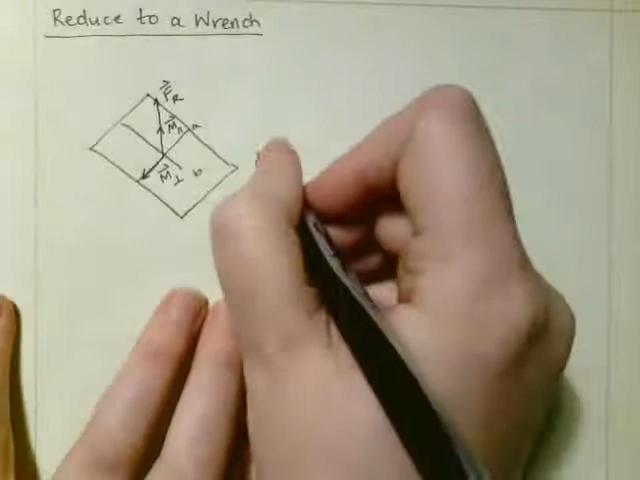 Reduce to a Wrench
F_R
M_∥ a
M_⊥ b